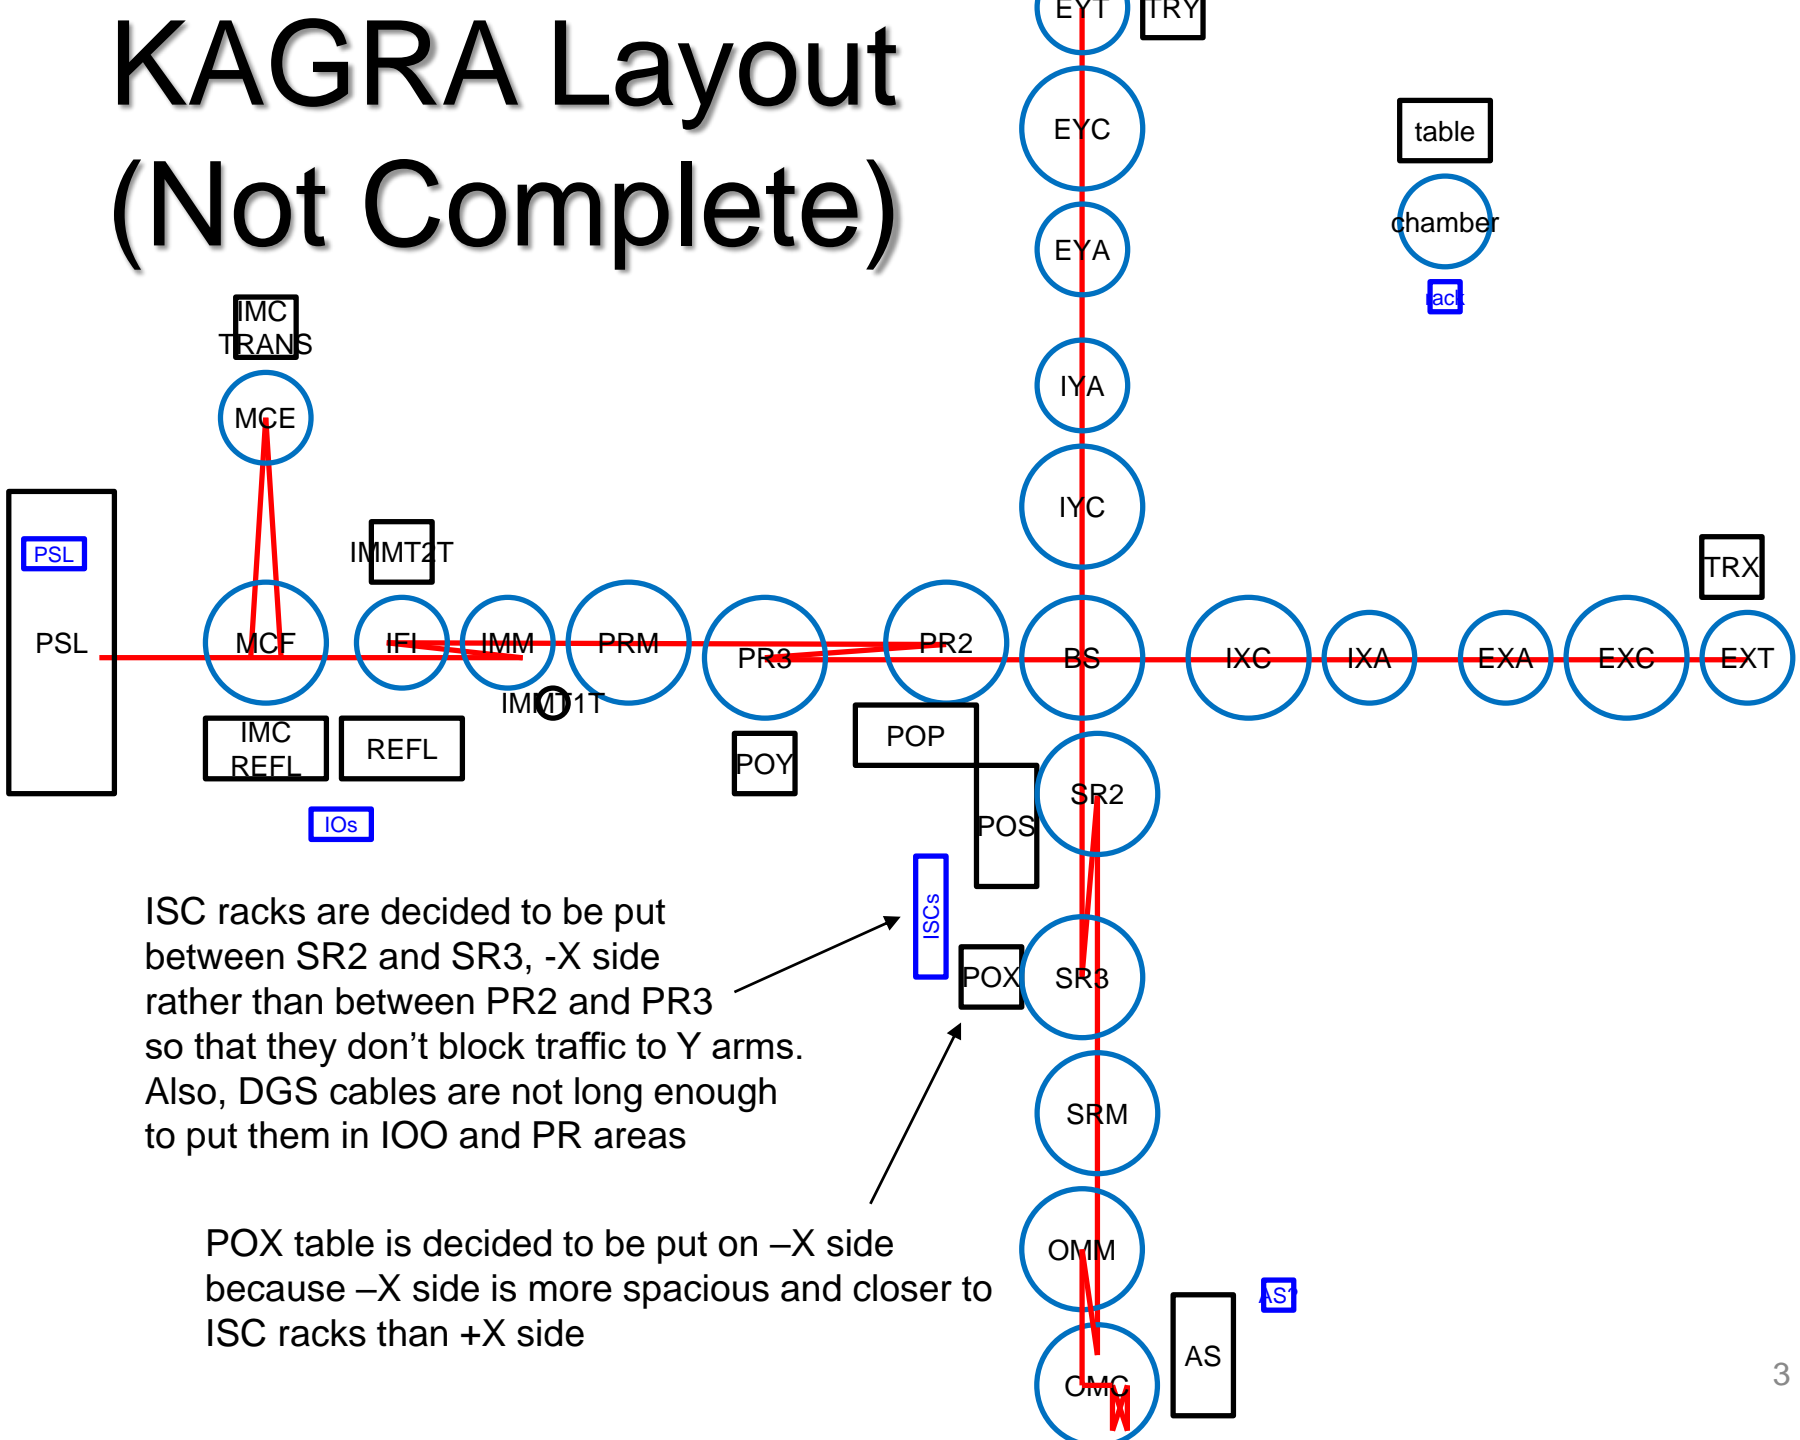 KAGRA Layout
(Not Complete)
EYT
TRY
EYC
table
chamber
EYA
rack
IMC
TRANS
IYA
MCE
IYC
PSL
IMMT2T
TRX
PSL
MCF
IFI
IMM
PRM
PR3
PR2
BS
IXC
IXA
EXA
EXC
EXT
IMMT1T
IMC
REFL
REFL
POY
POP
SR2
IOs
POS
ISCs
ISC racks are decided to be put
between SR2 and SR3, -X side
rather than between PR2 and PR3
so that they don’t block traffic to Y arms.
Also, DGS cables are not long enough
to put them in IOO and PR areas
POX
SR3
SRM
POX table is decided to be put on –X side
because –X side is more spacious and closer to
ISC racks than +X side
OMM
AS?
AS
OMC
3